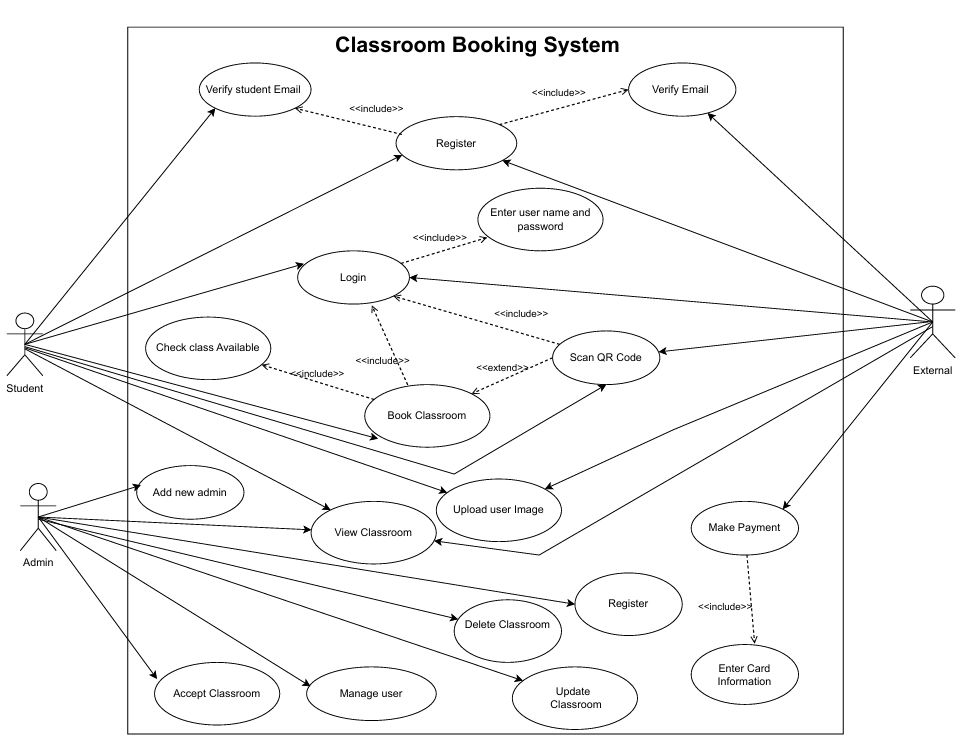 Classroom Booking System
Verify student Email
<<include>>
<<include>>
Verify Email
Register
Enter user name and
password
<<include>>
Login
<<include>>
Check class Available
<<include>>
<<include>>
<<extend>>
Scan QR Code
Student
External
Book Classroom
Add new admin
Upload user Image
View Classroom
Make Payment
Admin
Register
<<include>>
Delete Classroom
Enter Card
Information
Accept Classroom
Manage user
Update
Classroom